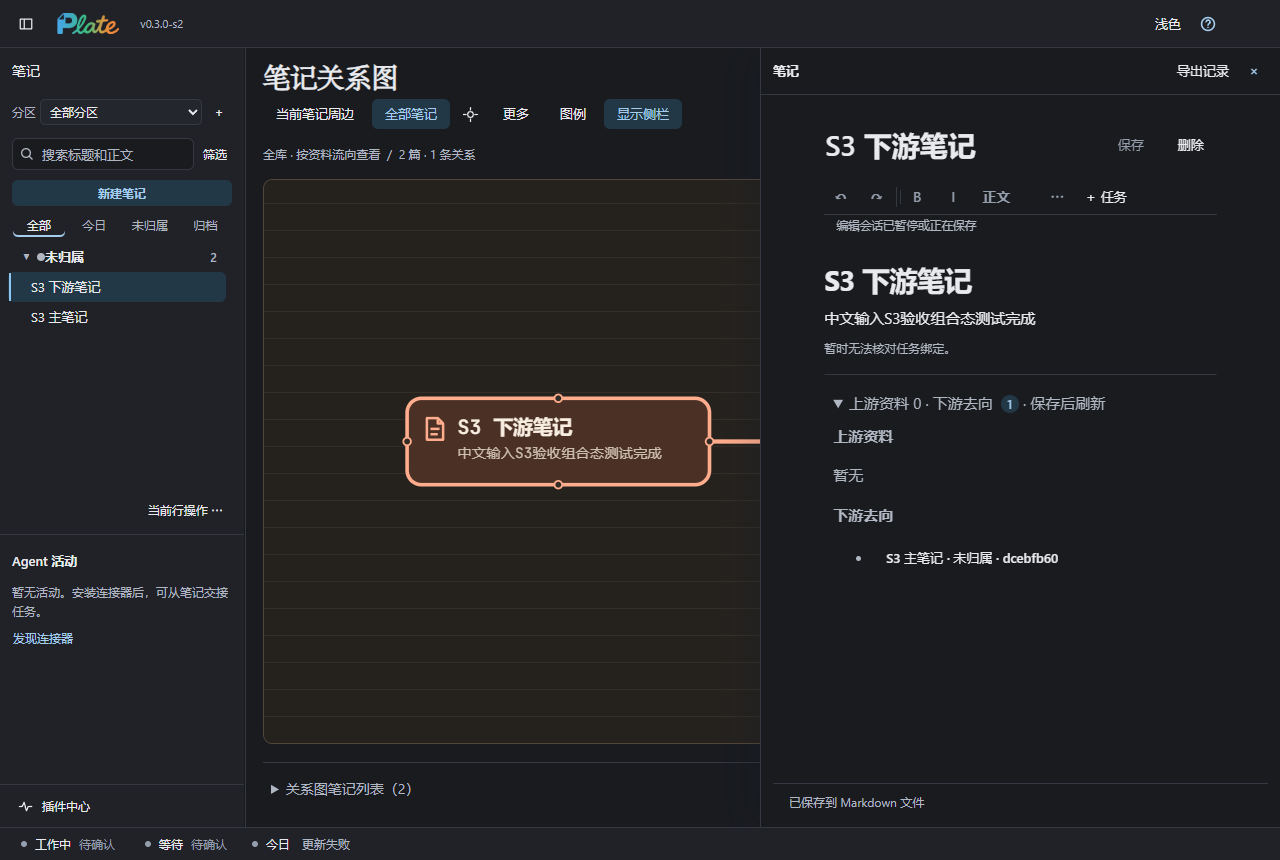 Plate
v0.3.0-s2
浅色
笔记
分区 全部分区 +
搜索标题和正文 筛选
新建笔记
全部 今日 未归属 归档
▼ ●未归属 2
S3 下游笔记
S3 主笔记
当前行操作 ···
Agent 活动
暂无活动。安装连接器后，可从笔记交接
任务。
发现连接器
插件中心
笔记关系图
当前笔记周边 全部笔记 更多 图例 显示侧栏
全库 · 按资料流向查看 / 2 篇 · 1 条关系
S3 下游笔记
中文输入S3验收组合态测试完成
▶ 关系图笔记列表（2）
笔记 导出记录 ×
S3 下游笔记 保存 删除
B I 正文 ··· + 任务
编辑会话已暂停或正在保存
S3 下游笔记
中文输入S3验收组合态测试完成
暂时无法核对任务绑定。
▼ 上游资料 0 · 下游去向 1 · 保存后刷新
上游资料
暂无
下游去向
• S3 主笔记 · 未归属 · dcebfb60
已保存到 Markdown 文件
工作中 待确认 等待 待确认 今日 更新失败